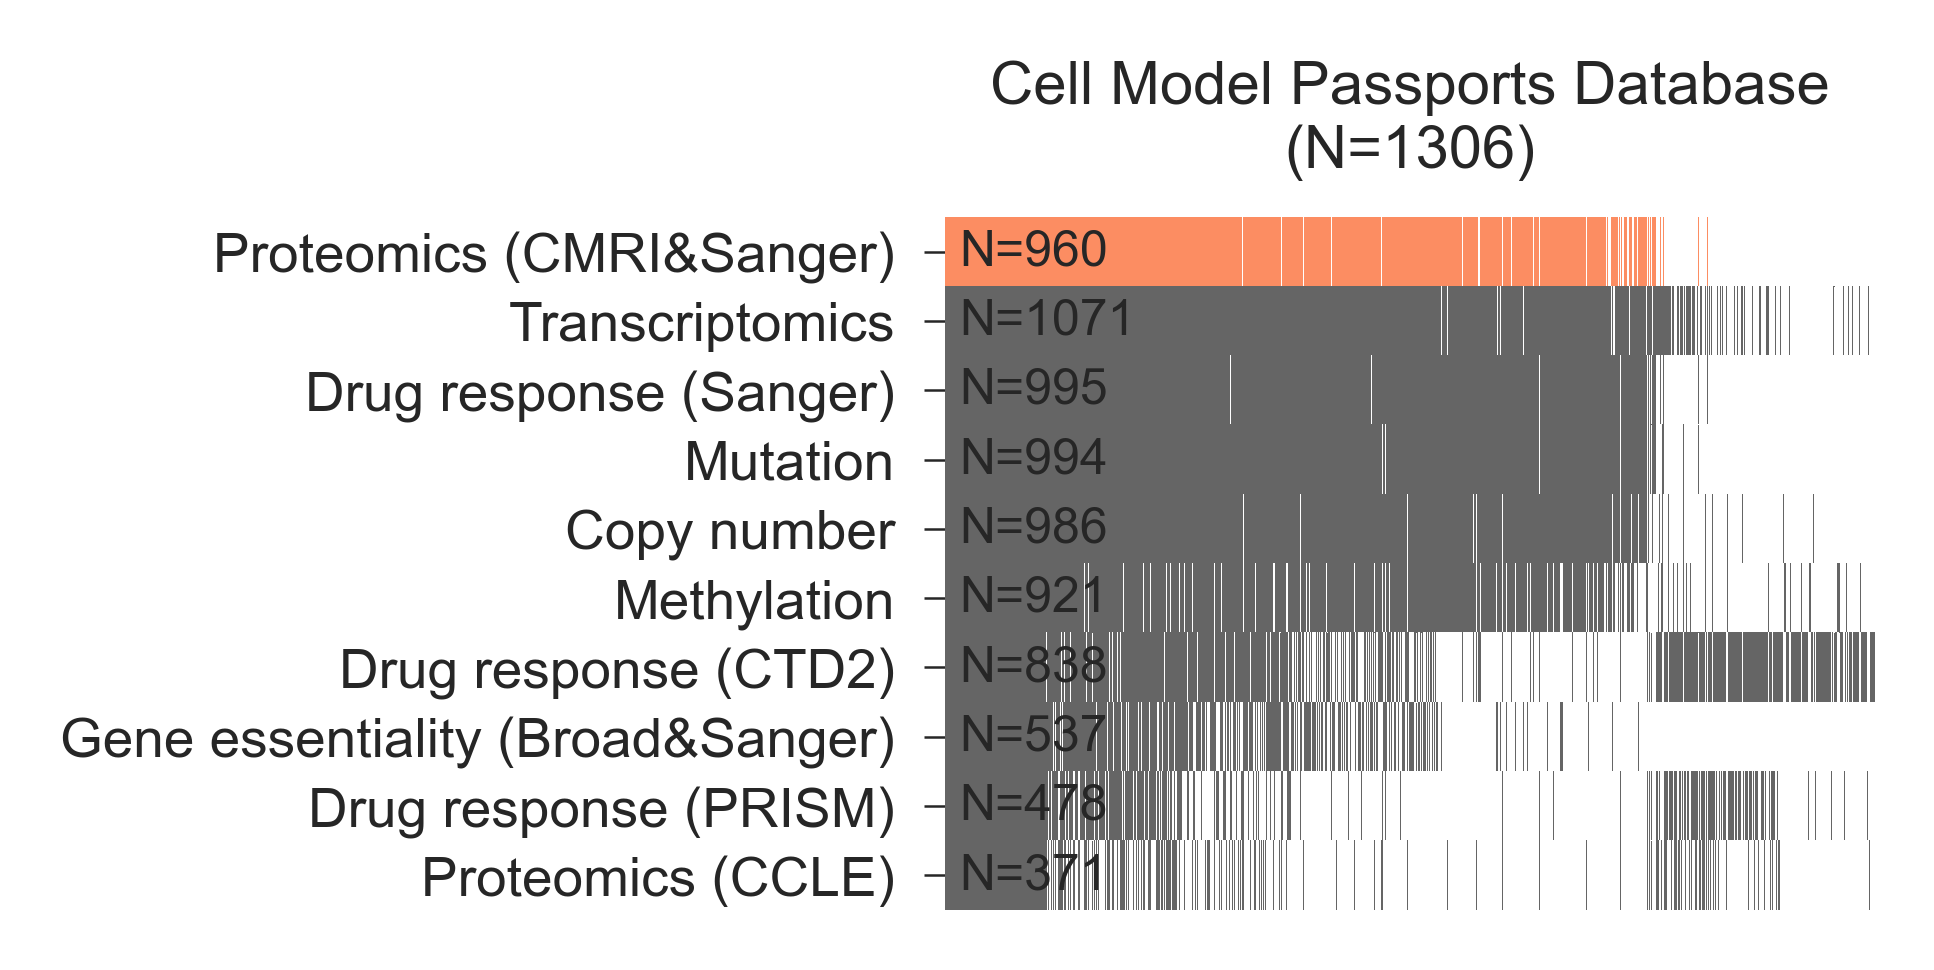 Cell Model Passports Database
(N=1306)
Proteomics (CMRI&Sanger) N=960
Transcriptomics N=1071
Drug response (Sanger) N=995
Mutation N=994
Copy number N=986
Methylation N=921
Drug response (CTD2) N=838
Gene essentiality (Broad&Sanger) N=537
Drug response (PRISM) N=478
Proteomics (CCLE) N=371